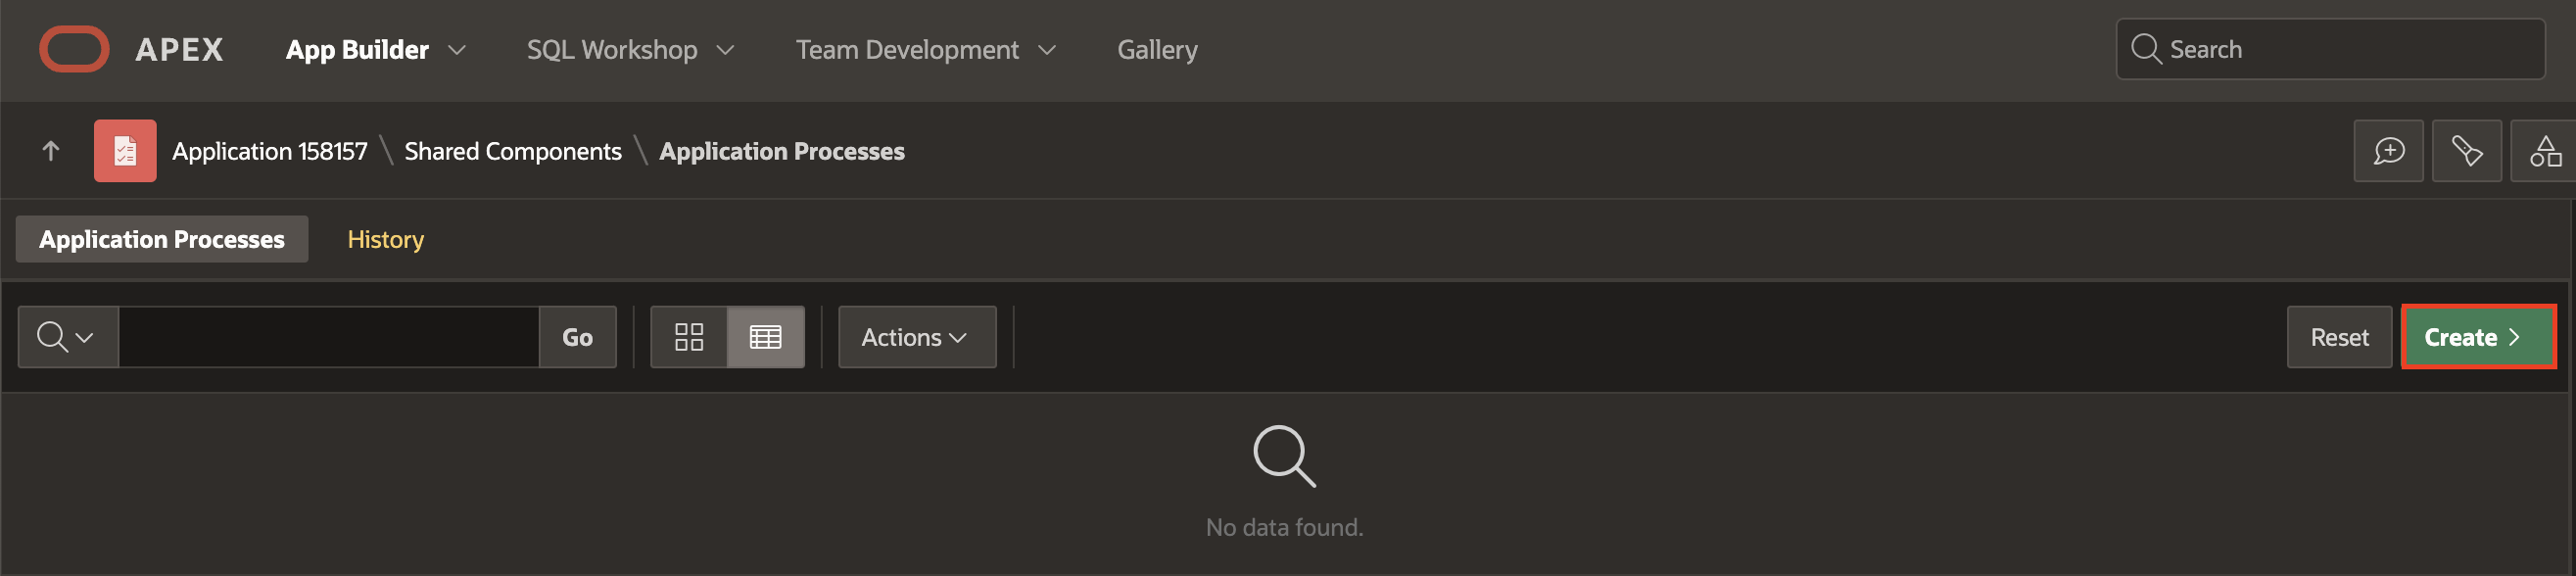 APEX App Builder SQL Workshop Team Development Gallery Search
Application 158157 \ Shared Components \ Application Processes
Application Processes History
Go Actions Reset Create
No data found.